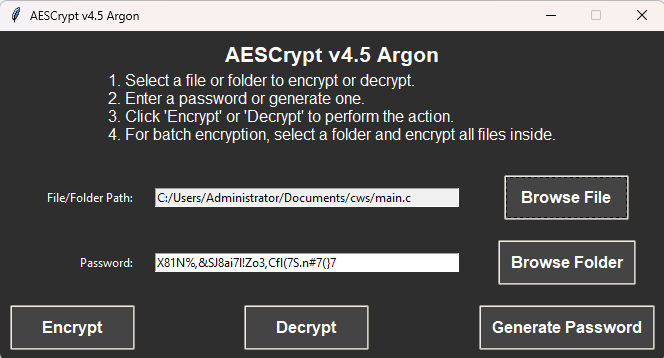 AESCrypt v4.5 Argon
AESCrypt v4.5 Argon
1. Select a file or folder to encrypt or decrypt.
2. Enter a password or generate one.
3. Click 'Encrypt' or 'Decrypt' to perform the action.
4. For batch encryption, select a folder and encrypt all files inside.
File/Folder Path: C:/Users/Administrator/Documents/cws/main.c Browse File
Password: X81N%,&SJ8ai7l!Zo3,CfI(7S.n#7(}7 Browse Folder
Encrypt Decrypt Generate Password